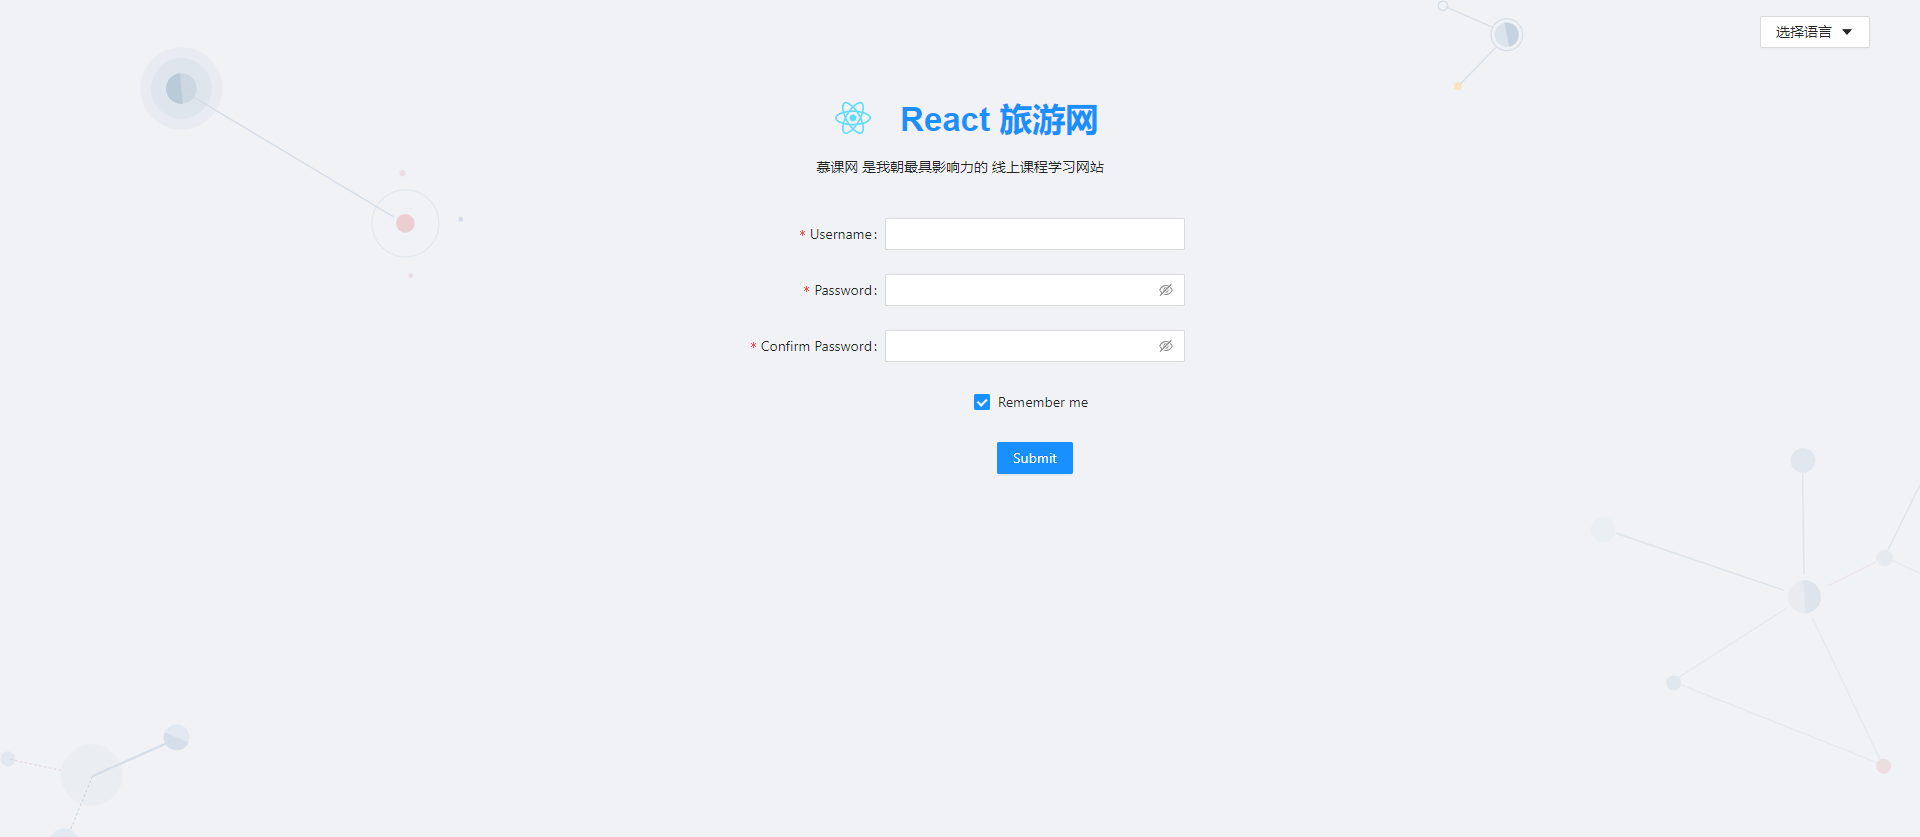 选择语言
React 旅游网
慕课网 是我朝最具影响力的 线上课程学习网站
* Username:
* Password:
* Confirm Password:
Remember me
Submit